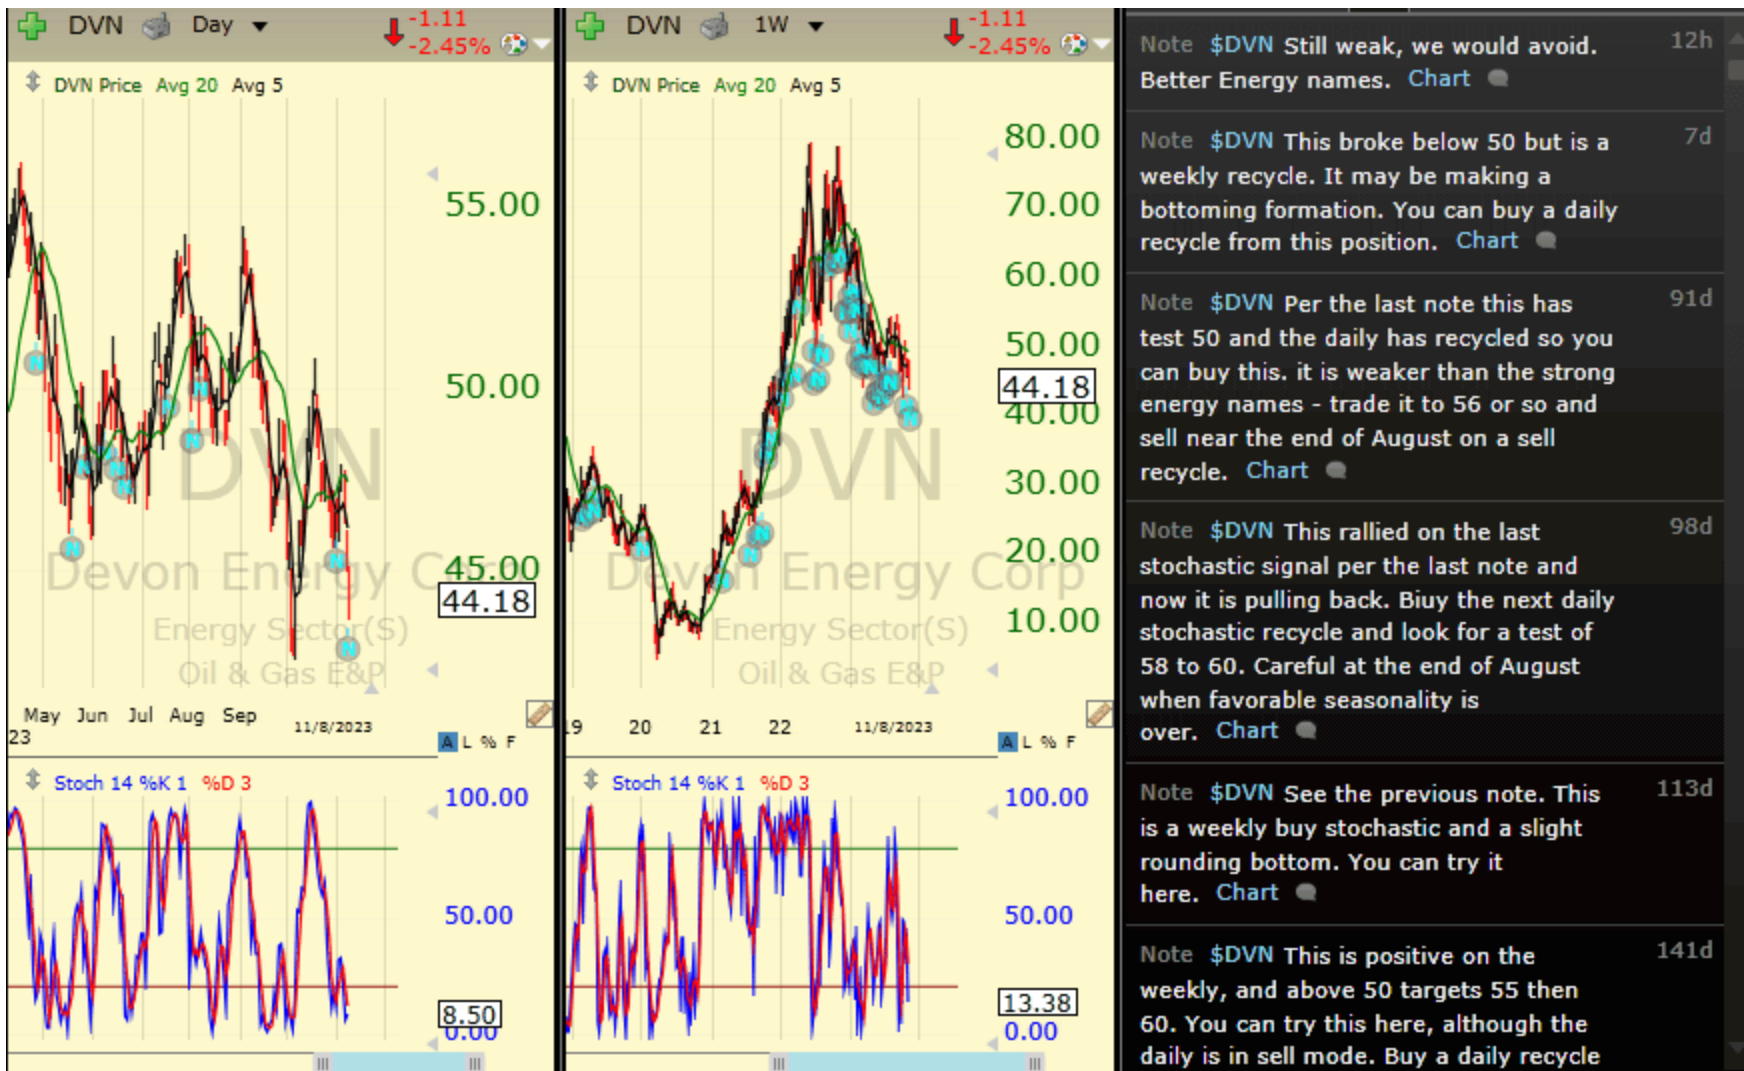 DVN Day -1.11
-2.45%
DVN Price Avg 20 Avg 5
55.00
50.00
45.00
44.18
DVN
Devon Energy Corp
Energy Sector(S)
Oil & Gas E&P
May Jun Jul Aug Sep 11/8/2023
23
A L % F
Stoch 14 %K 1 %D 3
100.00
50.00
8.50
0.00
DVN 1W -1.11
-2.45%
DVN Price Avg 20 Avg 5
80.00
70.00
60.00
50.00
44.18
40.00
30.00
20.00
10.00
DVN
Devon Energy Corp
Energy Sector(S)
Oil & Gas E&P
19 20 21 22 11/8/2023
A L % F
Stoch 14 %K 1 %D 3
100.00
50.00
13.38
0.00
Note $DVN Still weak, we would avoid. 12h
Better Energy names. Chart
Note $DVN This broke below 50 but is a 7d
weekly recycle. It may be making a
bottoming formation. You can buy a daily
recycle from this position. Chart
Note $DVN Per the last note this has 91d
test 50 and the daily has recycled so you
can buy this. it is weaker than the strong
energy names - trade it to 56 or so and
sell near the end of August on a sell
recycle. Chart
Note $DVN This rallied on the last 98d
stochastic signal per the last note and
now it is pulling back. Biuy the next daily
stochastic recycle and look for a test of
58 to 60. Careful at the end of August
when favorable seasonality is
over. Chart
Note $DVN See the previous note. This 113d
is a weekly buy stochastic and a slight
rounding bottom. You can try it
here. Chart
Note $DVN This is positive on the 141d
weekly, and above 50 targets 55 then
60. You can try this here, although the
daily is in sell mode. Buy a daily recycle